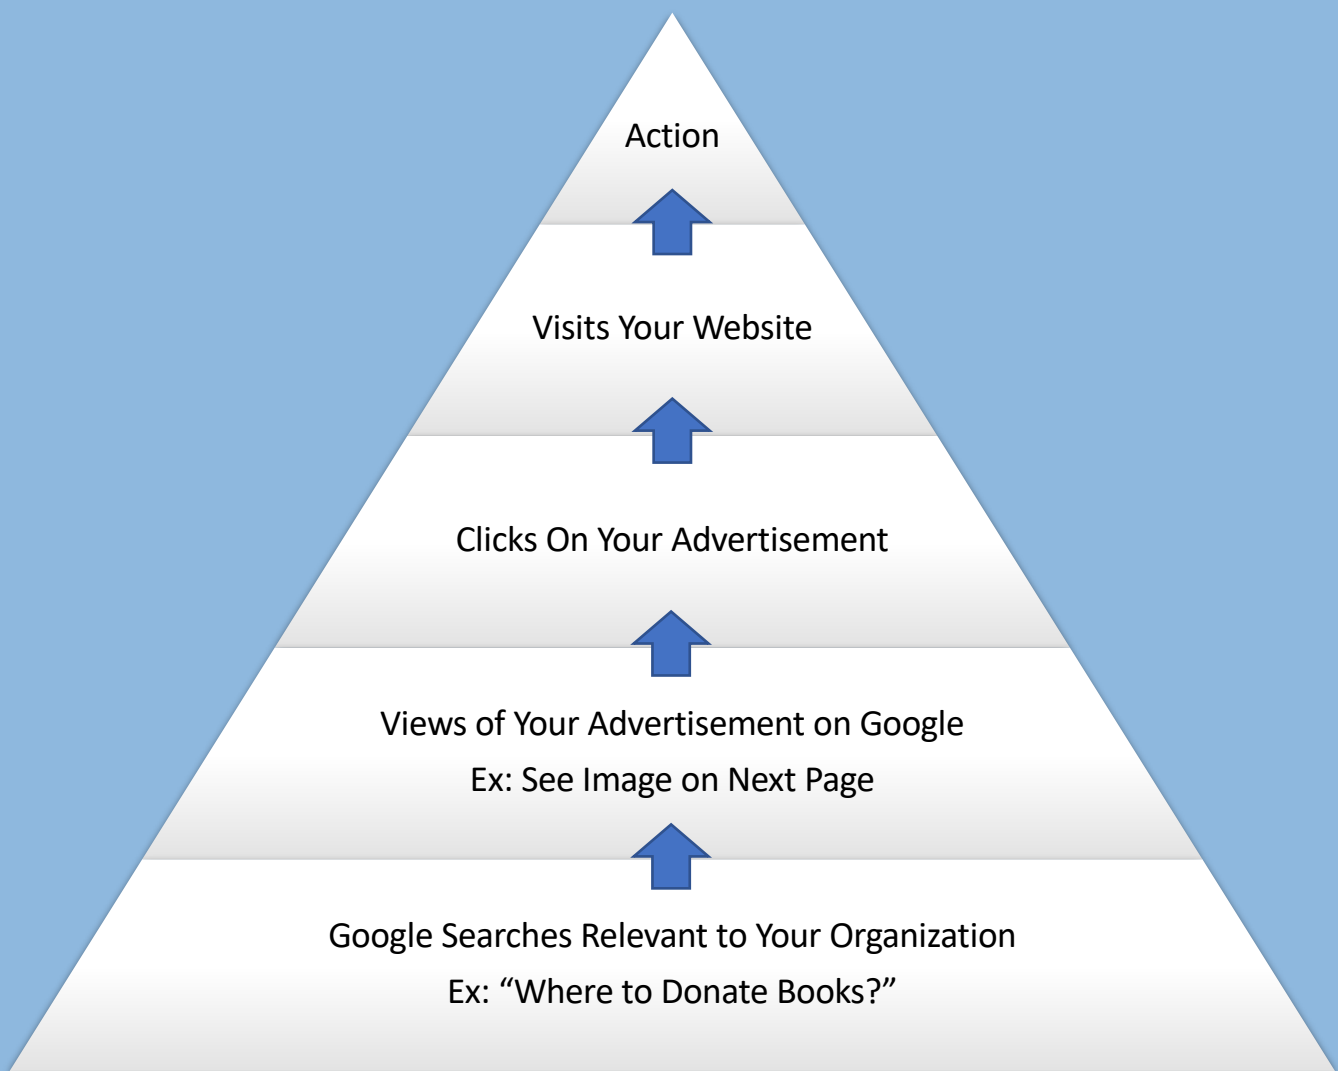 Action
Visits Your Website
Clicks On Your Advertisement
Views of Your Advertisement on Google
Ex: See Image on Next Page
Google Searches Relevant to Your Organization
Ex: “Where to Donate Books?”